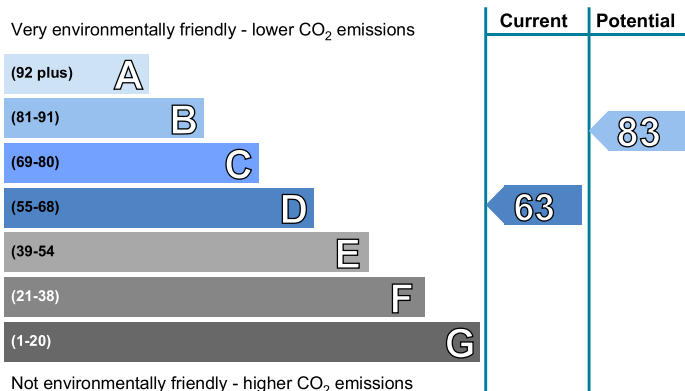 Very environmentally friendly - lower CO₂ emissions
Current
Potential
(92 plus) A
(81-91) B
83
(69-80) C
(55-68) D
63
(39-54 E
(21-38) F
(1-20) G
Not environmentally friendly - higher CO₂ emissions